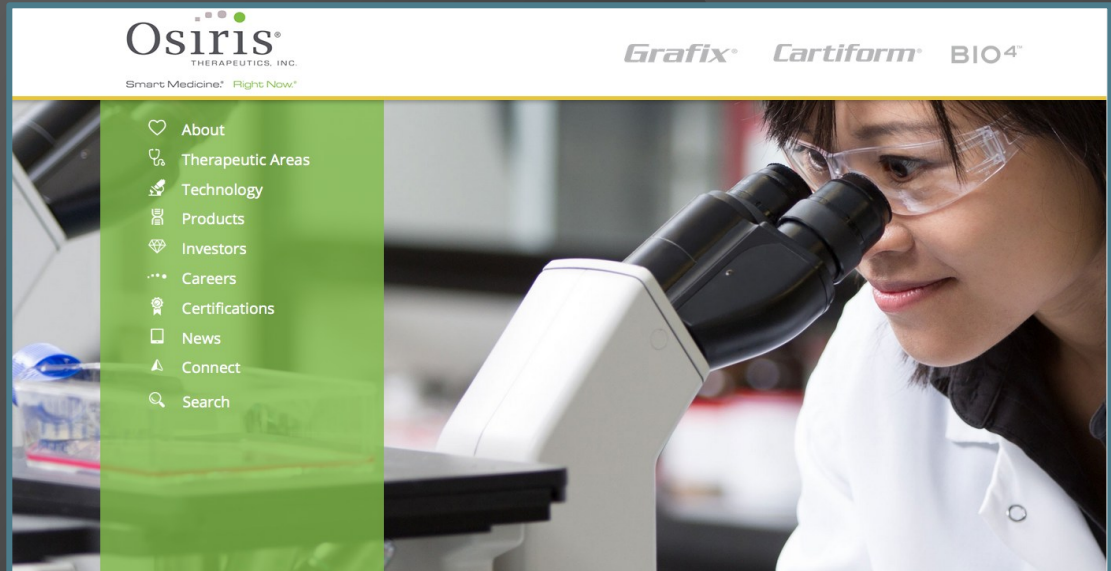 Osiris®
THERAPEUTICS, INC.
Smart Medicine.® Right Now.®
Grafix® Cartiform® BIO4™
About
Therapeutic Areas
Technology
Products
Investors
Careers
Certifications
News
Connect
Search